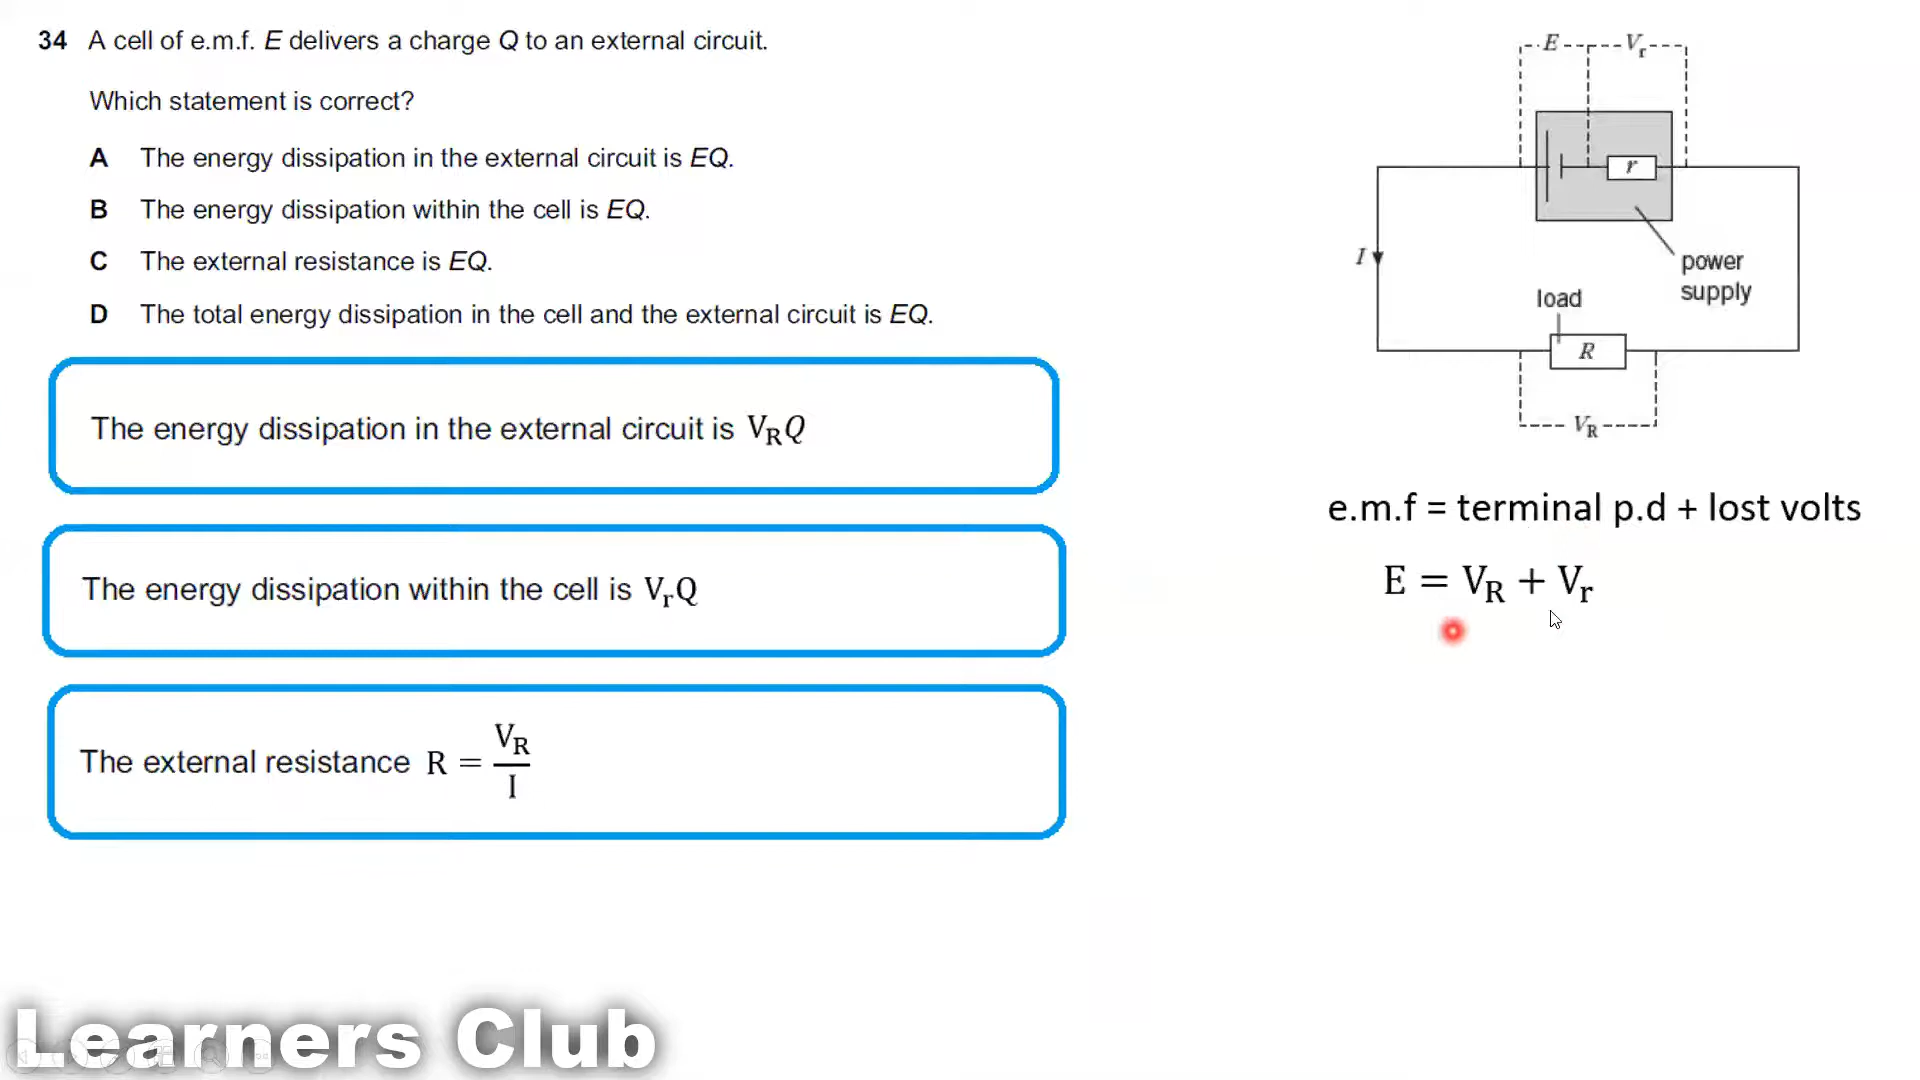 34 A cell of e.m.f. E delivers a charge Q to an external circuit.
Which statement is correct?
A The energy dissipation in the external circuit is EQ.
B The energy dissipation within the cell is EQ.
C The external resistance is EQ.
D The total energy dissipation in the cell and the external circuit is EQ.
The energy dissipation in the external circuit is V_R Q
The energy dissipation within the cell is V_r Q
The external resistance R = V_R / I
E V_r
r
I
power
supply
load
R
V_R
e.m.f = terminal p.d + lost volts
E = V_R + V_r
Learners Club